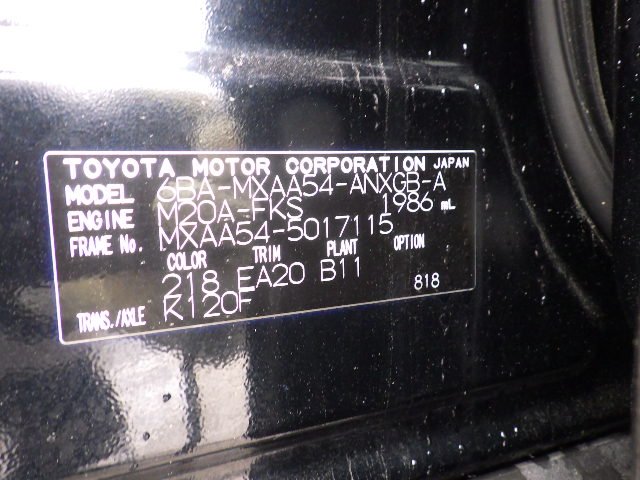 TOYOTA MOTOR CORPORATION JAPAN
MODEL 6BA-MXAA54-ANXGB-A
ENGINE M20A-FKS 1986 mL
FRAME No. MXAA54-5017115
COLOR TRIM PLANT OPTION
218 EA20 B11 818
TRANS./AXLE K120F